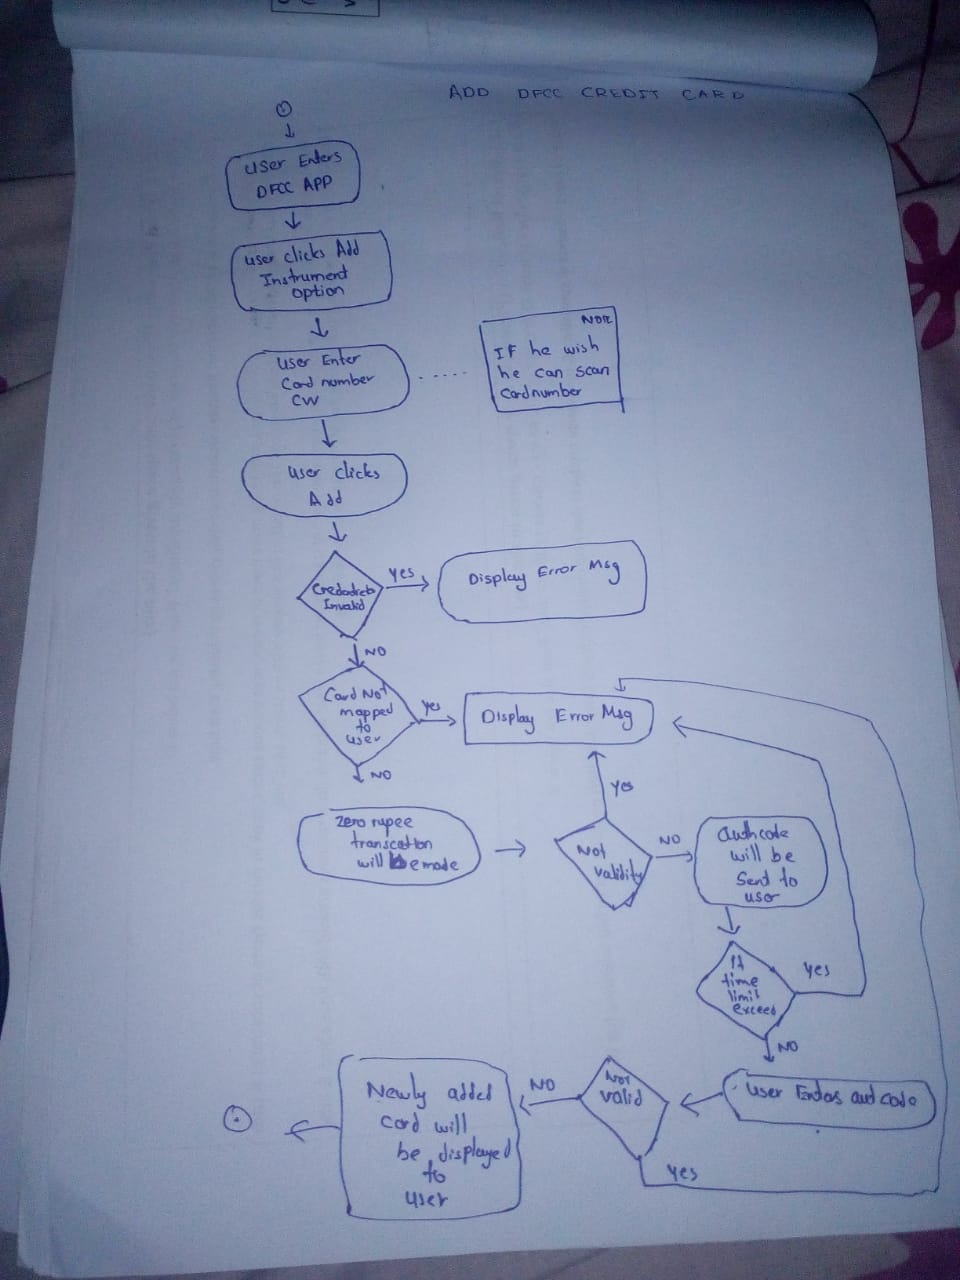 ADD DFCC CREDIT CARD
User Enters
DFCC APP
user clicks Add
Instrument
option
User Enter
Card number
CVV
NOTE
IF he wish
he can scan
Card number
User clicks
Add
Invalid
Yes
Display Error Msg
NO
Card Not
mapped
to
user
Yes
Display Error Msg
NO
Yes
Zero rupee
transcation
will be made
Not
validity
NO
Auth code
will be
Sent to
user
If
time
limit
exceed
Yes
NO
User Enters aut code
Not
valid
NO
Yes
Newly added
card will
be displayed
to
user